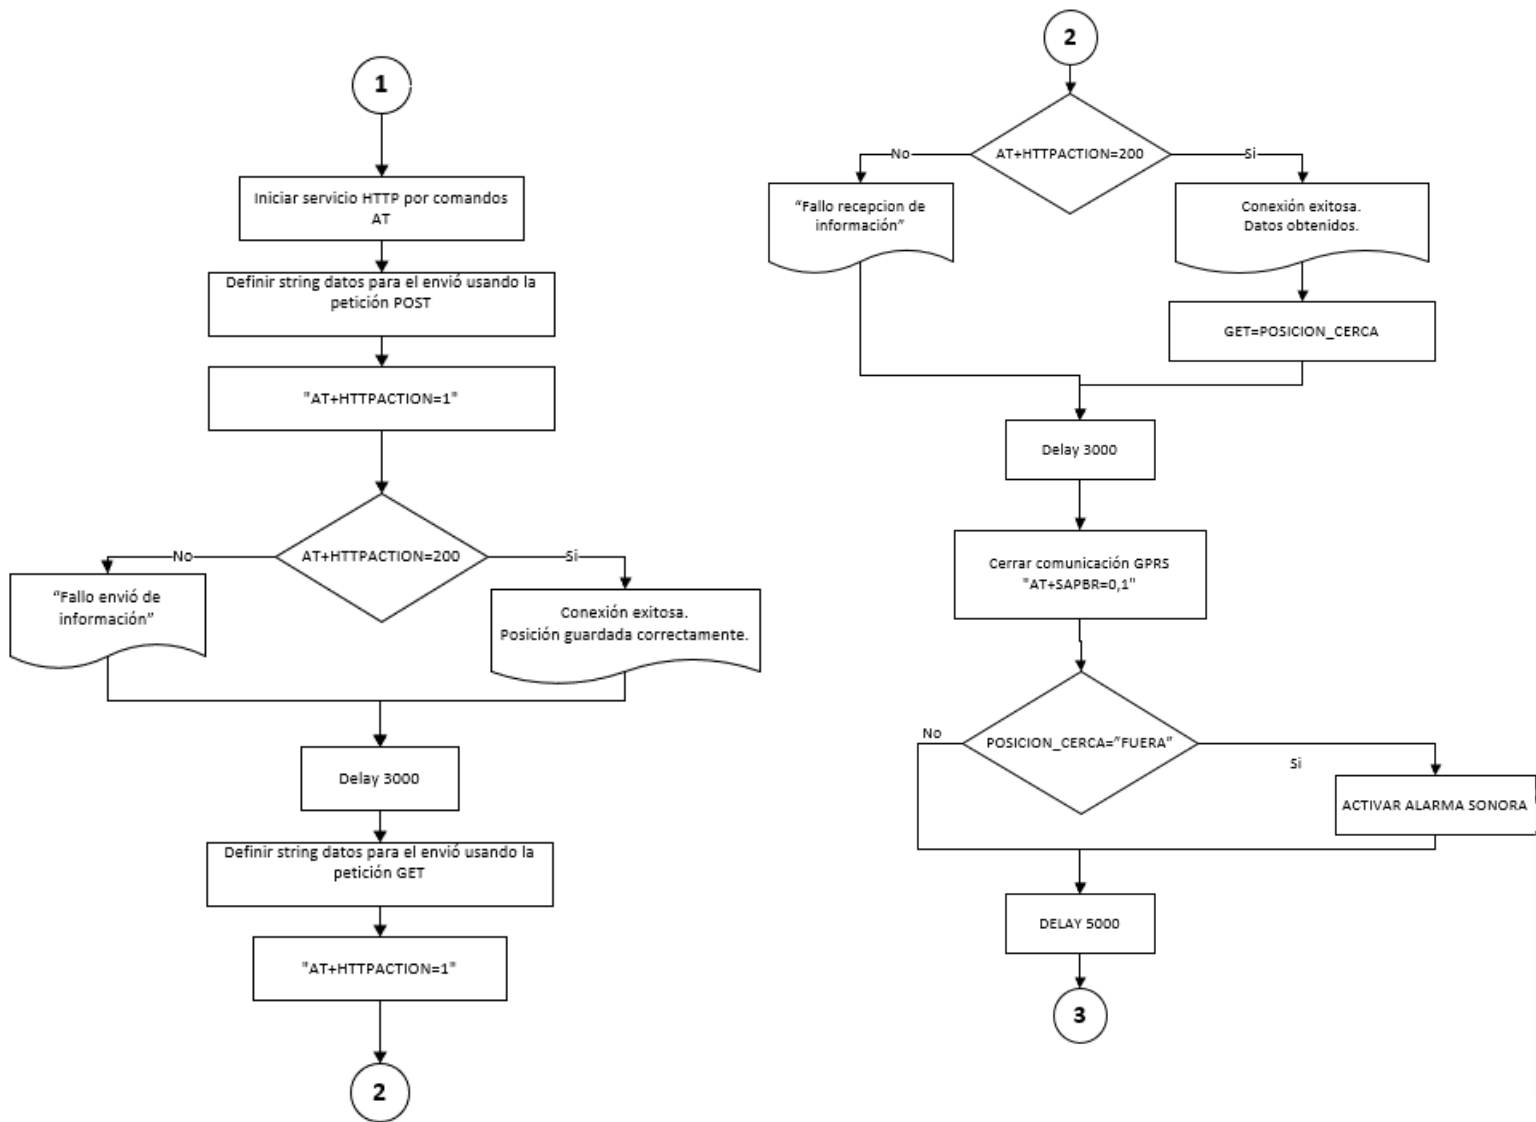 1
Iniciar servicio HTTP por comandos
AT
Definir string datos para el envió usando la
petición POST
"AT+HTTPACTION=1"
AT+HTTPACTION=200
No
Si
“Fallo envió de
información”
Conexión exitosa.
Posición guardada correctamente.
Delay 3000
Definir string datos para el envió usando la
petición GET
"AT+HTTPACTION=1"
2
2
AT+HTTPACTION=200
No
Si
“Fallo recepcion de
información”
Conexión exitosa.
Datos obtenidos.
GET=POSICION_CERCA
Delay 3000
Cerrar comunicación GPRS
"AT+SAPBR=0,1"
POSICION_CERCA=”FUERA”
No
Si
ACTIVAR ALARMA SONORA
DELAY 5000
3